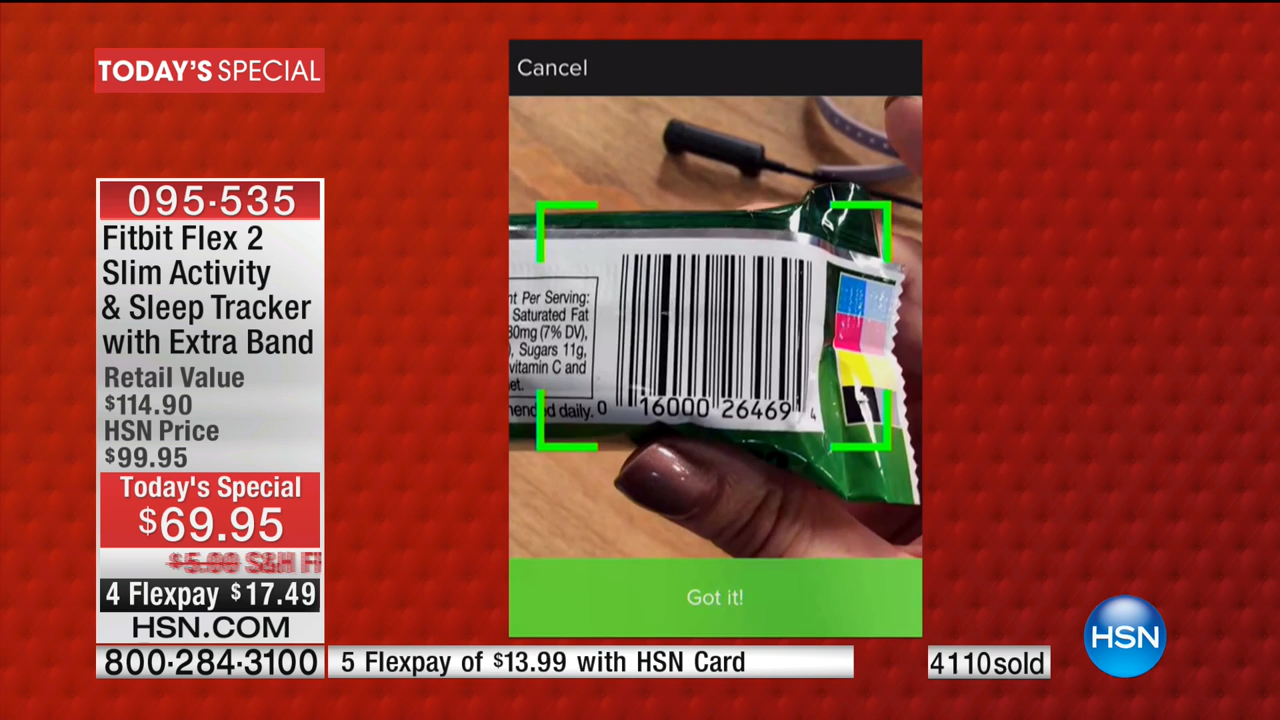 TODAY'S SPECIAL
095-535
Fitbit Flex 2
Slim Activity
& Sleep Tracker
with Extra Band
Retail Value
$114.90
HSN Price
$99.95
Today's Special
$69.95
$5.00 S&H
4 Flexpay $17.49
HSN.COM
800-284-3100
5 Flexpay of $13.99 with HSN Card
4110sold
HSN
Cancel
Per Serving:
Saturated Fat
(7% DV),
Sugars 11g,
vitamin C and
daily.
0 16000 26469 4
Got it!